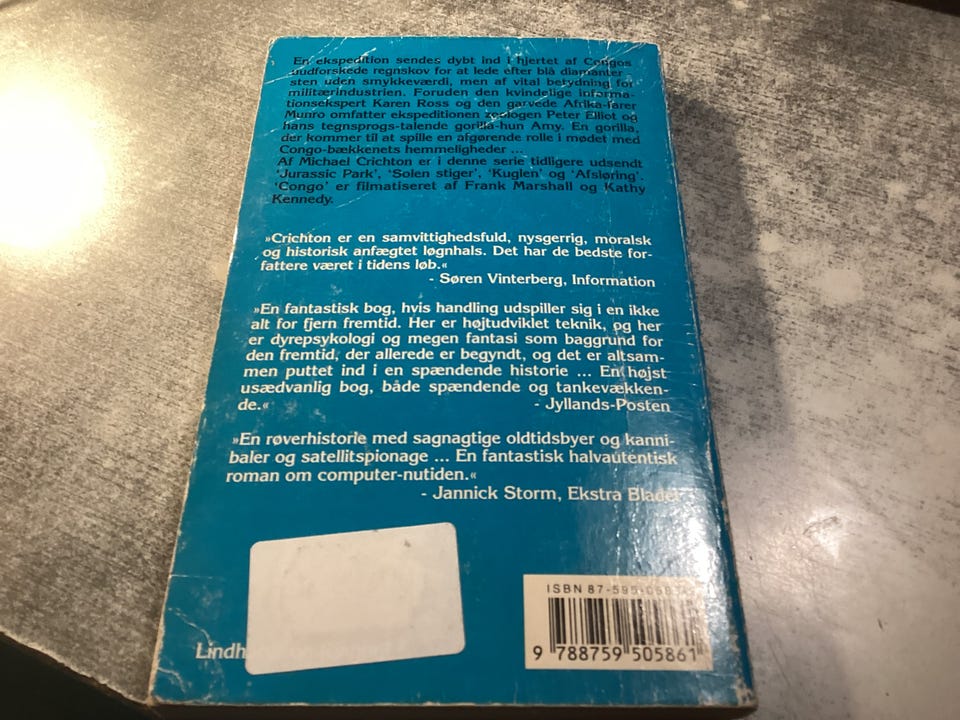 En ekspedition sendes dybt ind i hjertet af Congos
uudforskede regnskov for at lede efter blå diamanter -
sten uden smykkeværdi, men af vital betydning for
militærindustrien. Foruden den kvindelige informa-
tionsekspert Karen Ross og den garvede Afrika-farer
Munro omfatter ekspeditionen zoologen Peter Elliot og
hans tegnsprogs-talende gorilla-hun Amy. En gorilla,
der kommer til at spille en afgørende rolle i mødet med
Congo-bækkenets hemmeligheder ...
Af Michael Crichton er i denne serie tidligere udsendt
'Jurassic Park', 'Solen stiger', 'Kuglen' og 'Afsløring'.
'Congo' er filmatiseret af Frank Marshall og Kathy
Kennedy.
»Crichton er en samvittighedsfuld, nysgerrig, moralsk
og historisk anfægtet løgnhals. Det har de bedste for-
fattere været i tidens løb.«
- Søren Vinterberg, Information
»En fantastisk bog, hvis handling udspiller sig i en ikke
alt for fjern fremtid. Her er højtudviklet teknik, og her
er dyrepsykologi og megen fantasi som baggrund for
den fremtid, der allerede er begyndt, og det er altsam-
men puttet ind i en spændende historie ... En højst
usædvanlig bog, både spændende og tankevækken-
de.« - Jyllands-Posten
»En røverhistorie med sagnagtige oldtidsbyer og kanni-
baler og satellitspionage ... En fantastisk halvautentisk
roman om computer-nutiden.«
- Jannick Storm, Ekstra Bladet
ISBN 87-595-
9 788759 505861
Lindh